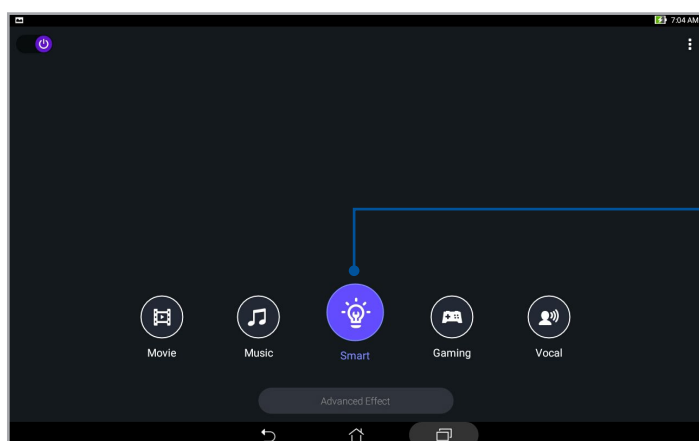 7:04 AM
Movie
Music
Smart
Gaming
Vocal
Advanced Effect